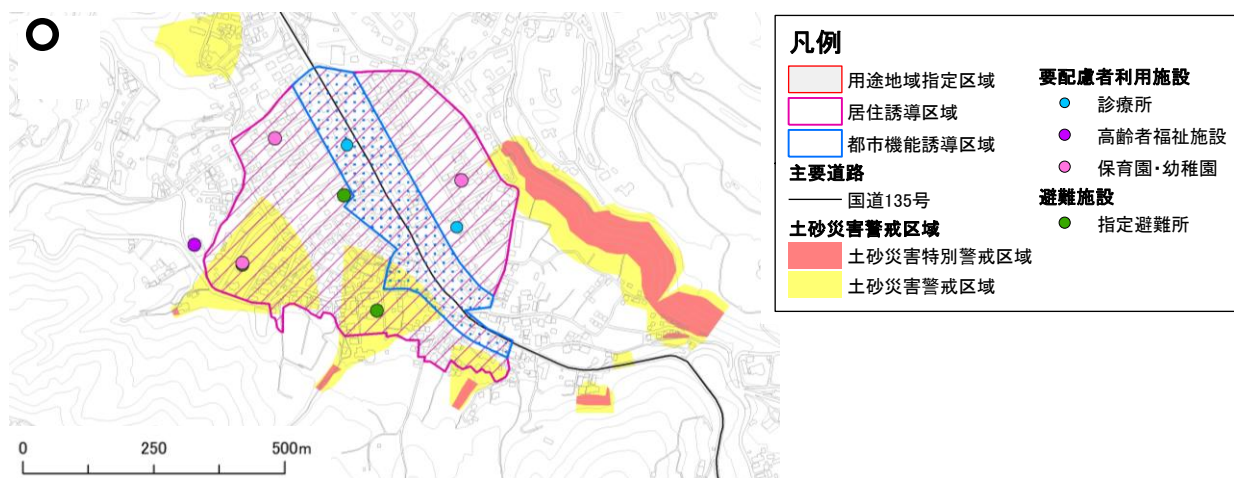 凡例
用途地域指定区域
居住誘導区域
都市機能誘導区域
主要道路
国道135号
土砂災害警戒区域
土砂災害特別警戒区域
土砂災害警戒区域
要配慮者利用施設
診療所
高齢者福祉施設
保育園・幼稚園
避難施設
指定避難所
0 250 500m